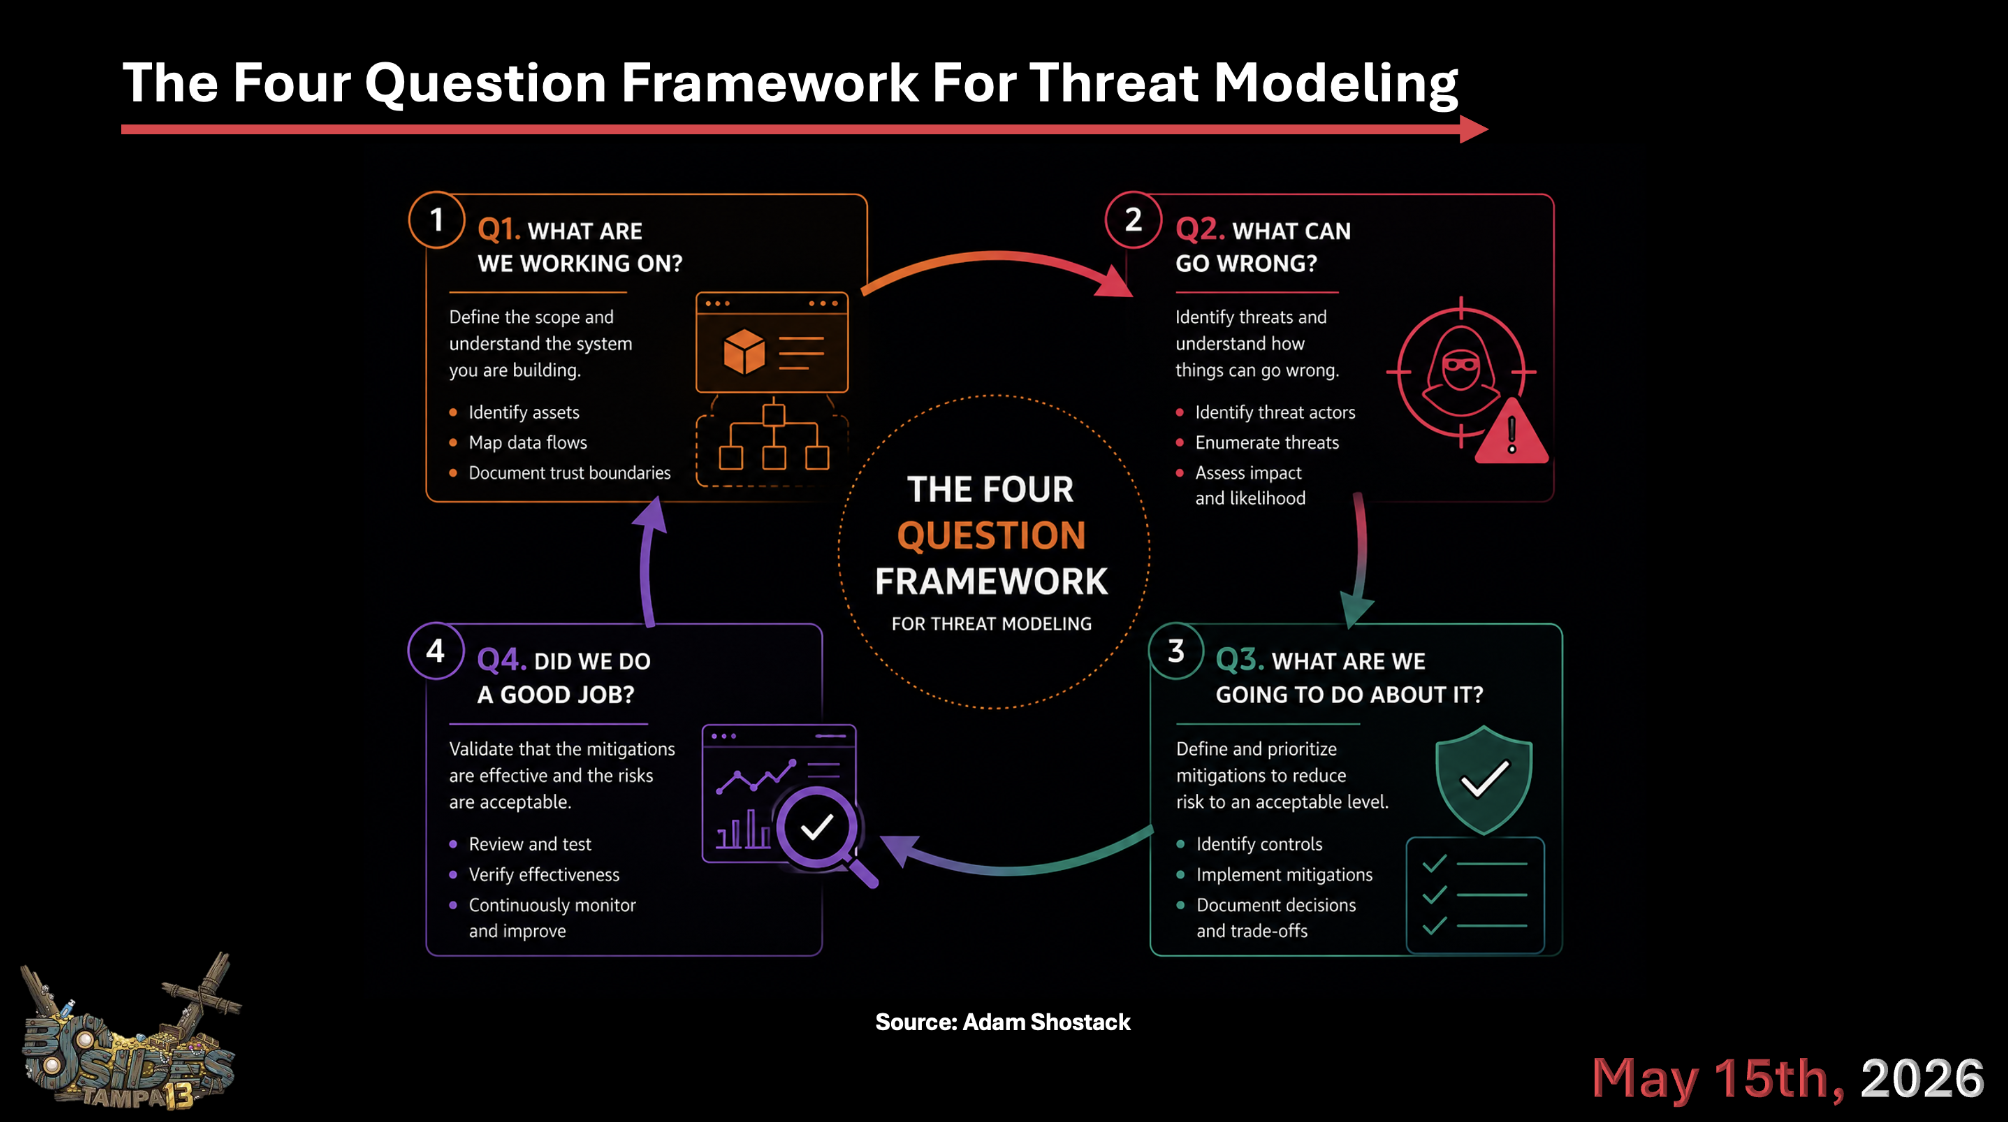 The Four Question Framework For Threat Modeling
1
Q1. WHAT ARE
WE WORKING ON?
Define the scope and
understand the system
you are building.
Identify assets
Map data flows
Document trust boundaries
2
Q2. WHAT CAN
GO WRONG?
Identify threats and
understand how
things can go wrong.
Identify threat actors
Enumerate threats
Assess impact
and likelihood
THE FOUR
QUESTION
FRAMEWORK
FOR THREAT MODELING
3
Q3. WHAT ARE WE
GOING TO DO ABOUT IT?
Define and prioritize
mitigations to reduce
risk to an acceptable level.
Identify controls
Implement mitigations
Document decisions
and trade-offs
4
Q4. DID WE DO
A GOOD JOB?
Validate that the mitigations
are effective and the risks
are acceptable.
Review and test
Verify effectiveness
Continuously monitor
and improve
Source: Adam Shostack
BSIDES
TAMPA 13
May 15th, 2026